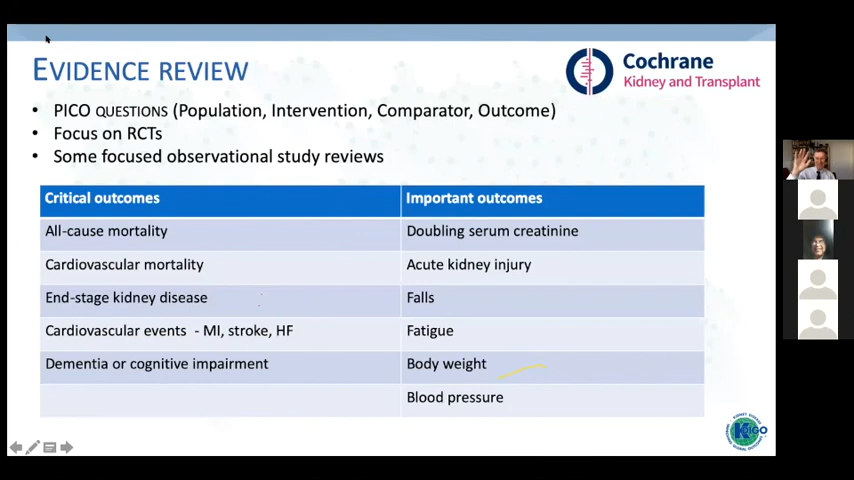 EVIDENCE REVIEW
Cochrane
Kidney and Transplant
• PICO QUESTIONS (Population, Intervention, Comparator, Outcome)
• Focus on RCTs
• Some focused observational study reviews
Critical outcomes Important outcomes
All-cause mortality Doubling serum creatinine
Cardiovascular mortality Acute kidney injury
End-stage kidney disease Falls
Cardiovascular events - MI, stroke, HF Fatigue
Dementia or cognitive impairment Body weight
Blood pressure
KDIGO